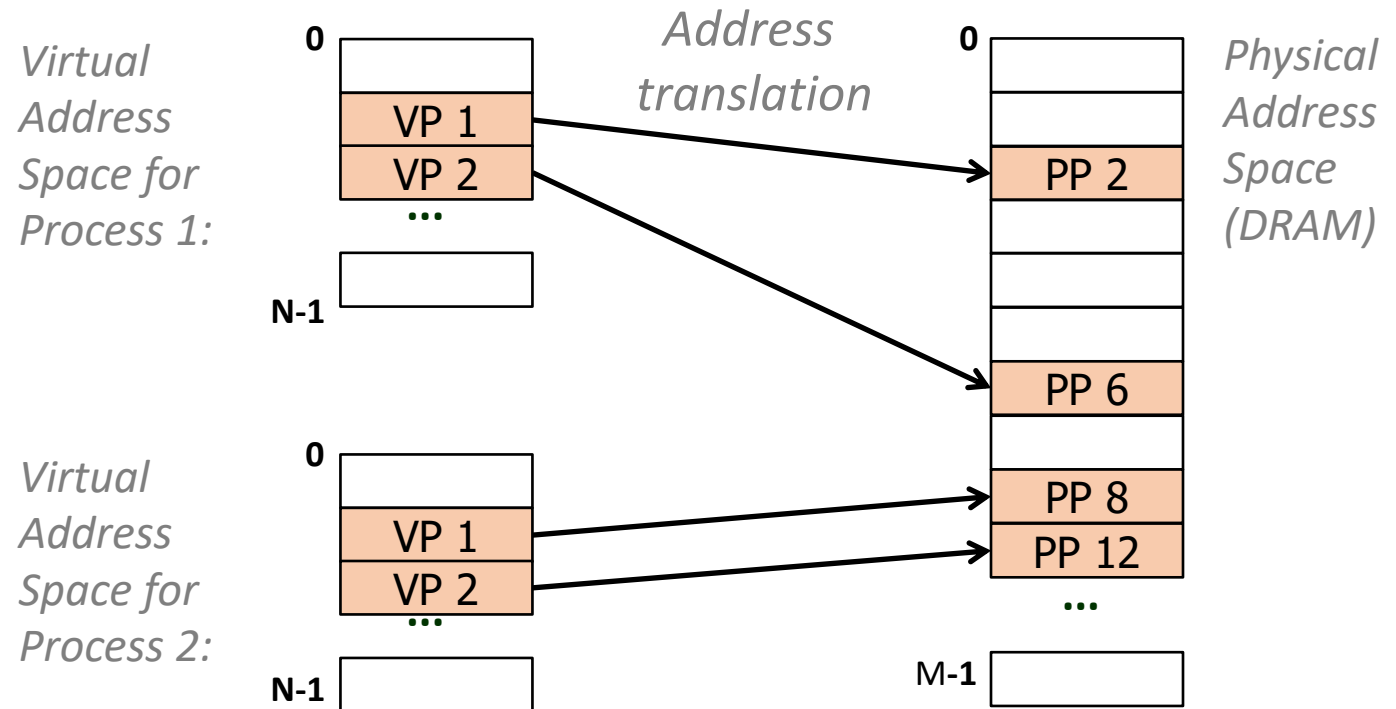 Virtual
Address
Space for
Process 1:
0
VP 1
VP 2
...
N-1
Address
translation
0
PP 2
PP 6
PP 8
PP 12
...
M-1
Physical
Address
Space
(DRAM)
Virtual
Address
Space for
Process 2:
0
VP 1
VP 2
...
N-1